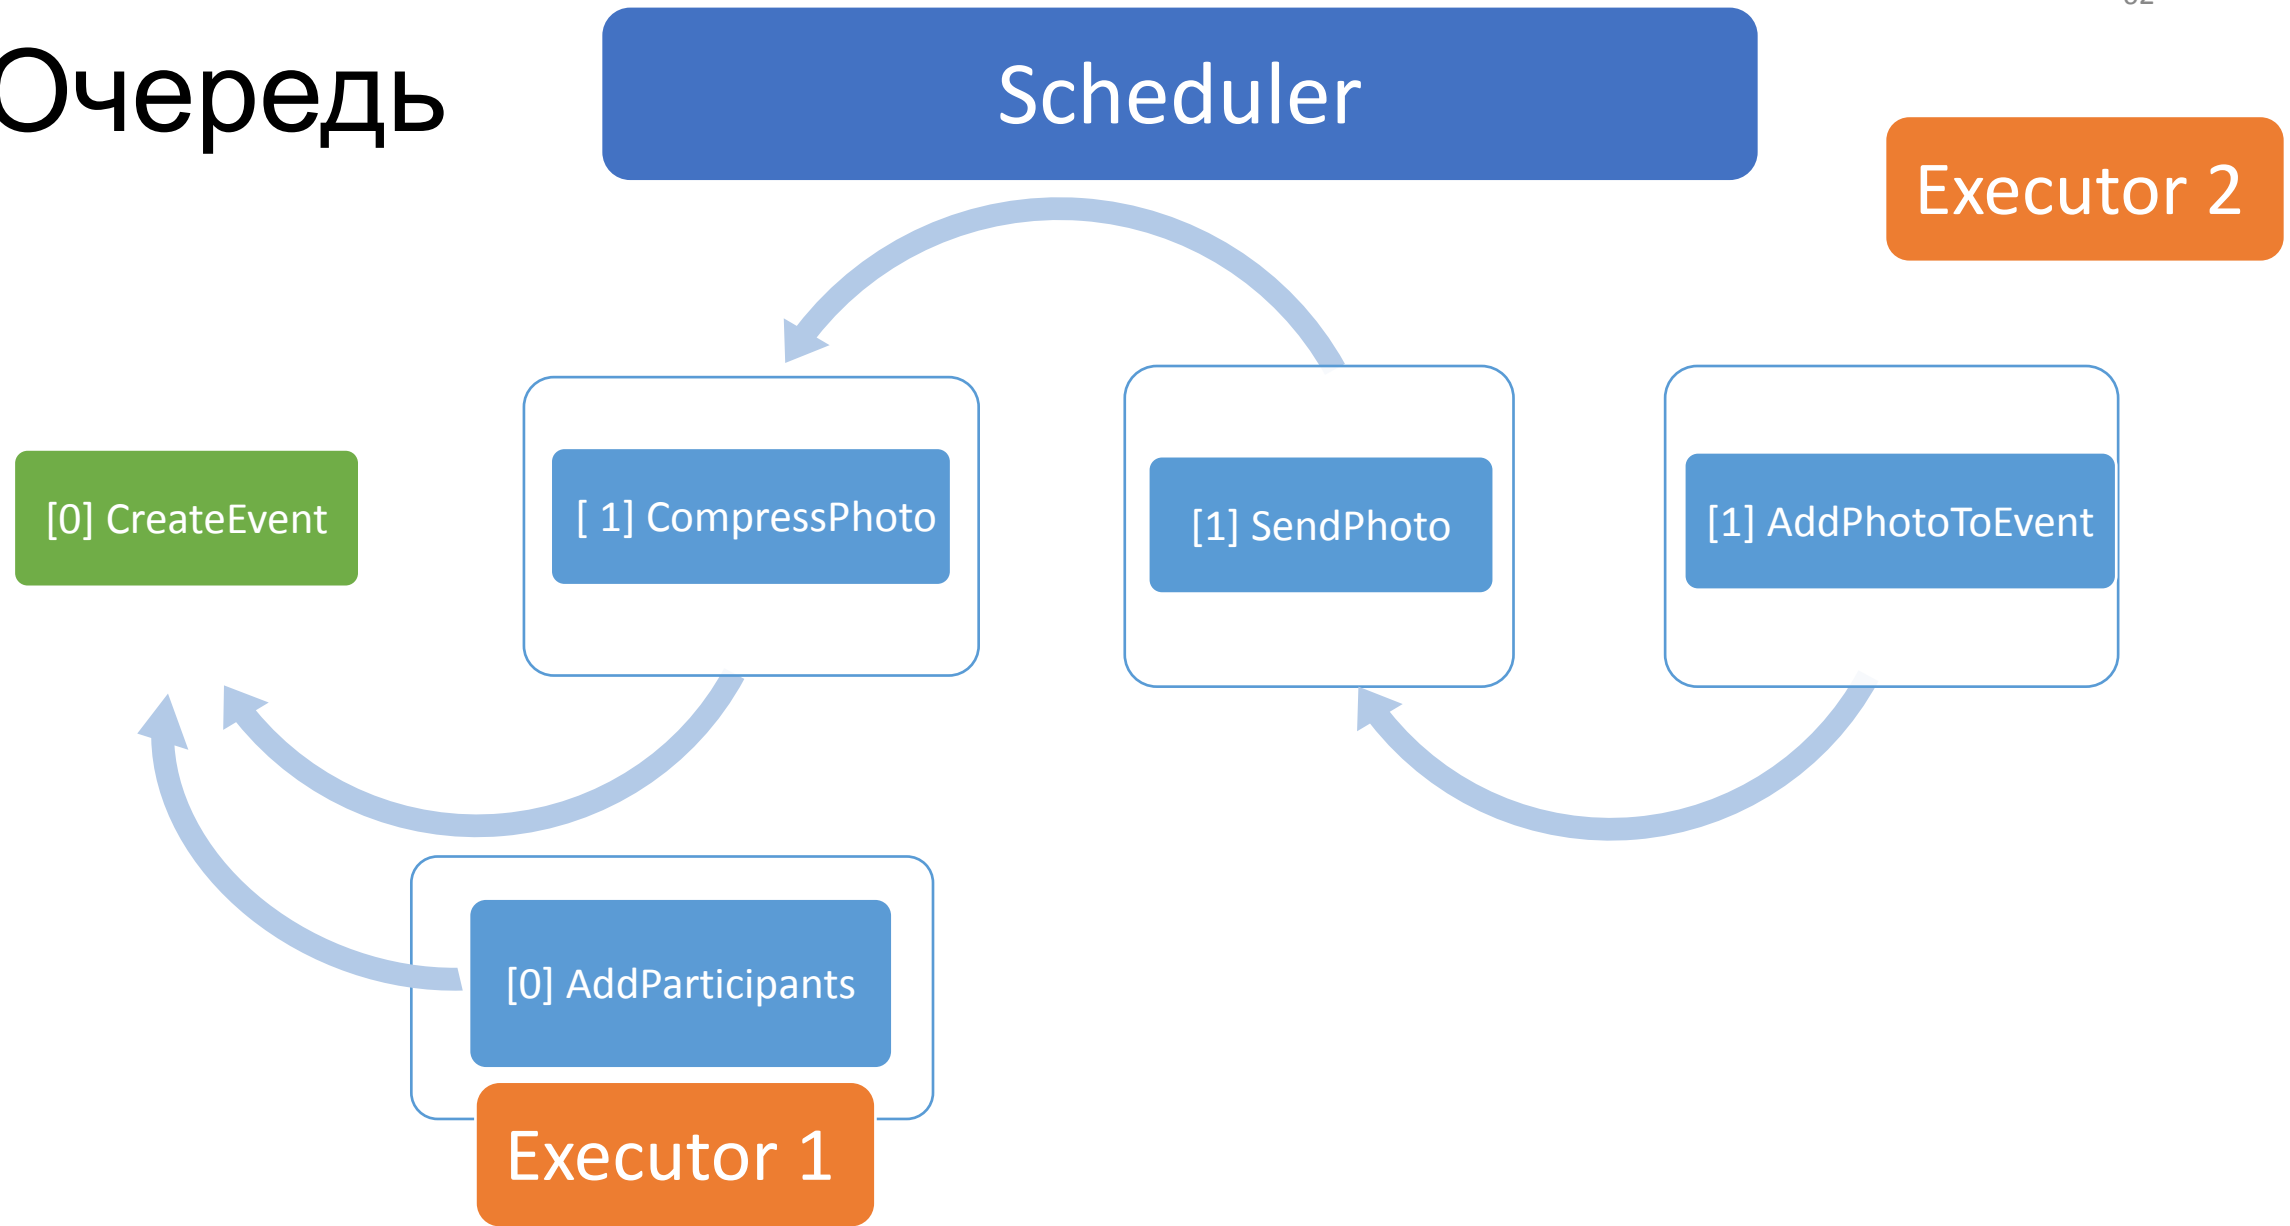 Очередь
Scheduler
Executor 2
[0] CreateEvent
[ 1] CompressPhoto
[1] SendPhoto
[1] AddPhotoToEvent
[0] AddParticipants
Executor 1